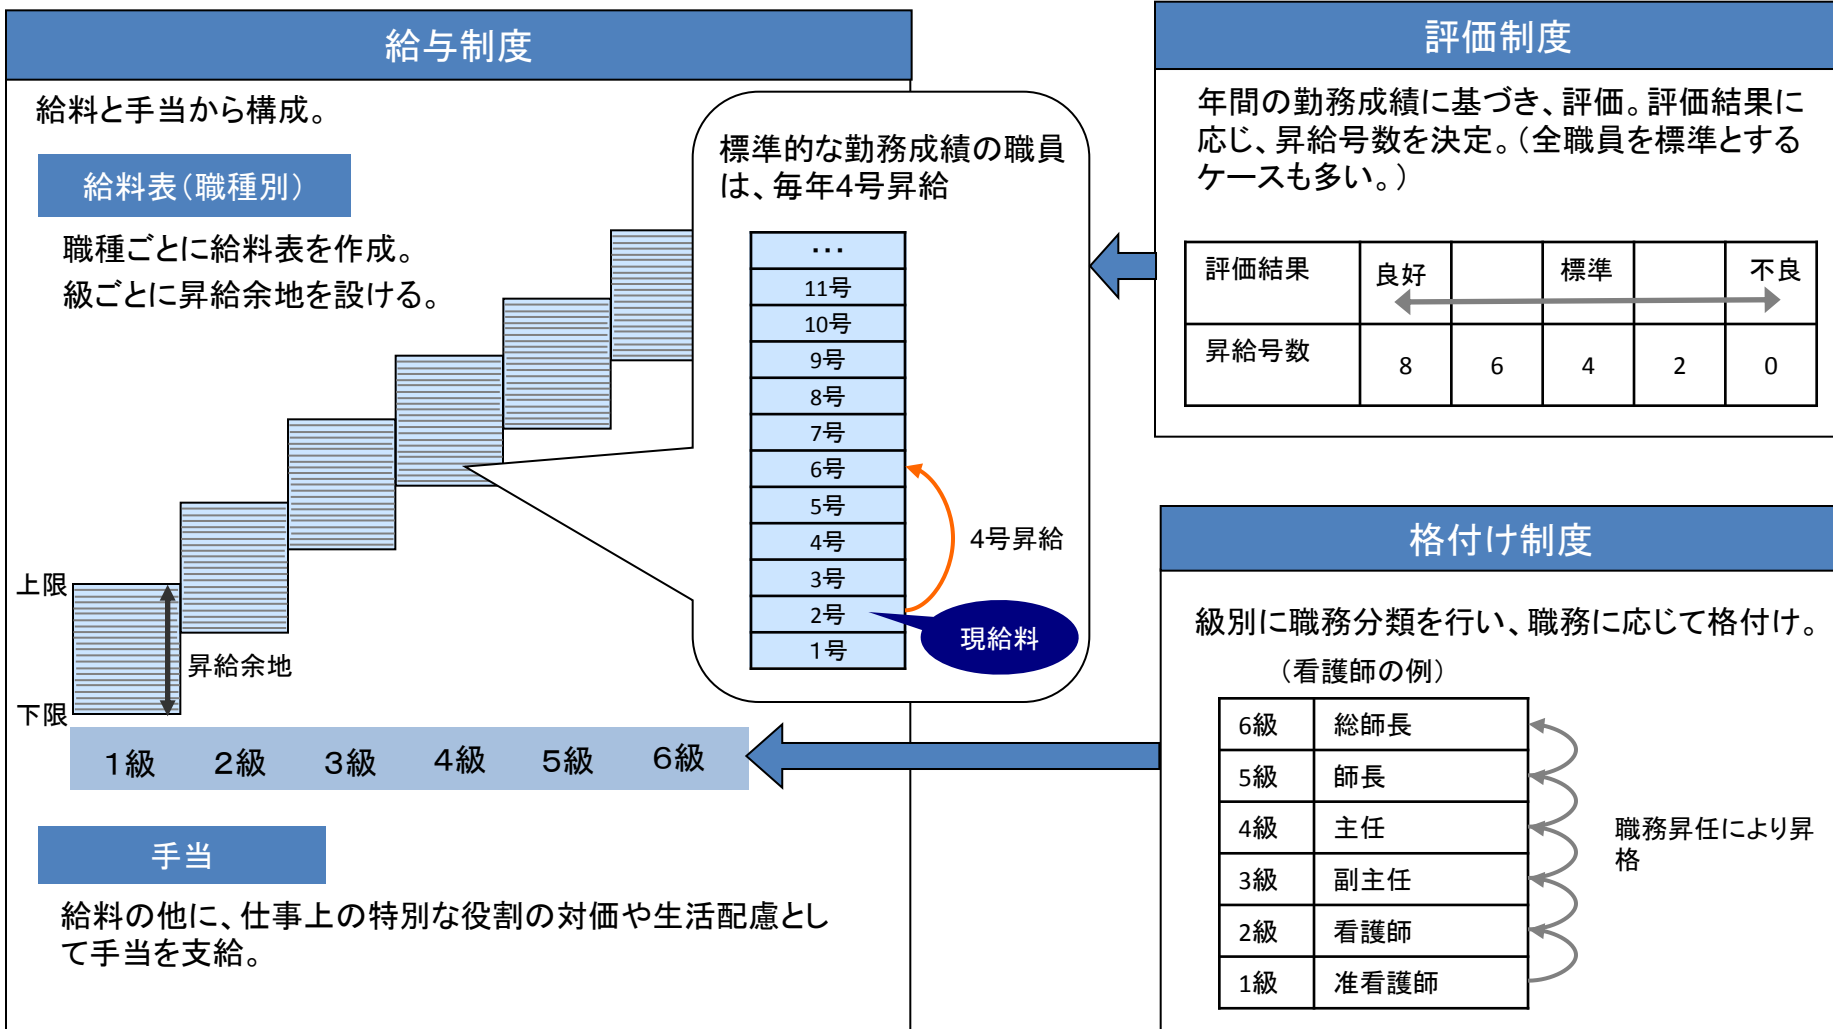 給与制度
給料と手当から構成。
給料表(職種別)
職種ごとに給料表を作成。
級ごとに昇給余地を設ける。
上限
昇給余地
下限
1級 2級 3級 4級 5級 6級
標準的な勤務成績の職員
は、毎年4号昇給
…
11号
10号
9号
8号
7号
6号
5号
4号
3号
2号
1号
4号昇給
現給料
手当
給料の他に、仕事上の特別な役割の対価や生活配慮とし
て手当を支給。
評価制度
年間の勤務成績に基づき、評価。評価結果に
応じ、昇給号数を決定。(全職員を標準とする
ケースも多い。)
評価結果 良好 標準 不良
昇給号数 8 6 4 2 0
格付け制度
級別に職務分類を行い、職務に応じて格付け。
(看護師の例)
6級 総師長
5級 師長
4級 主任
3級 副主任
2級 看護師
1級 准看護師
職務昇任により昇
格